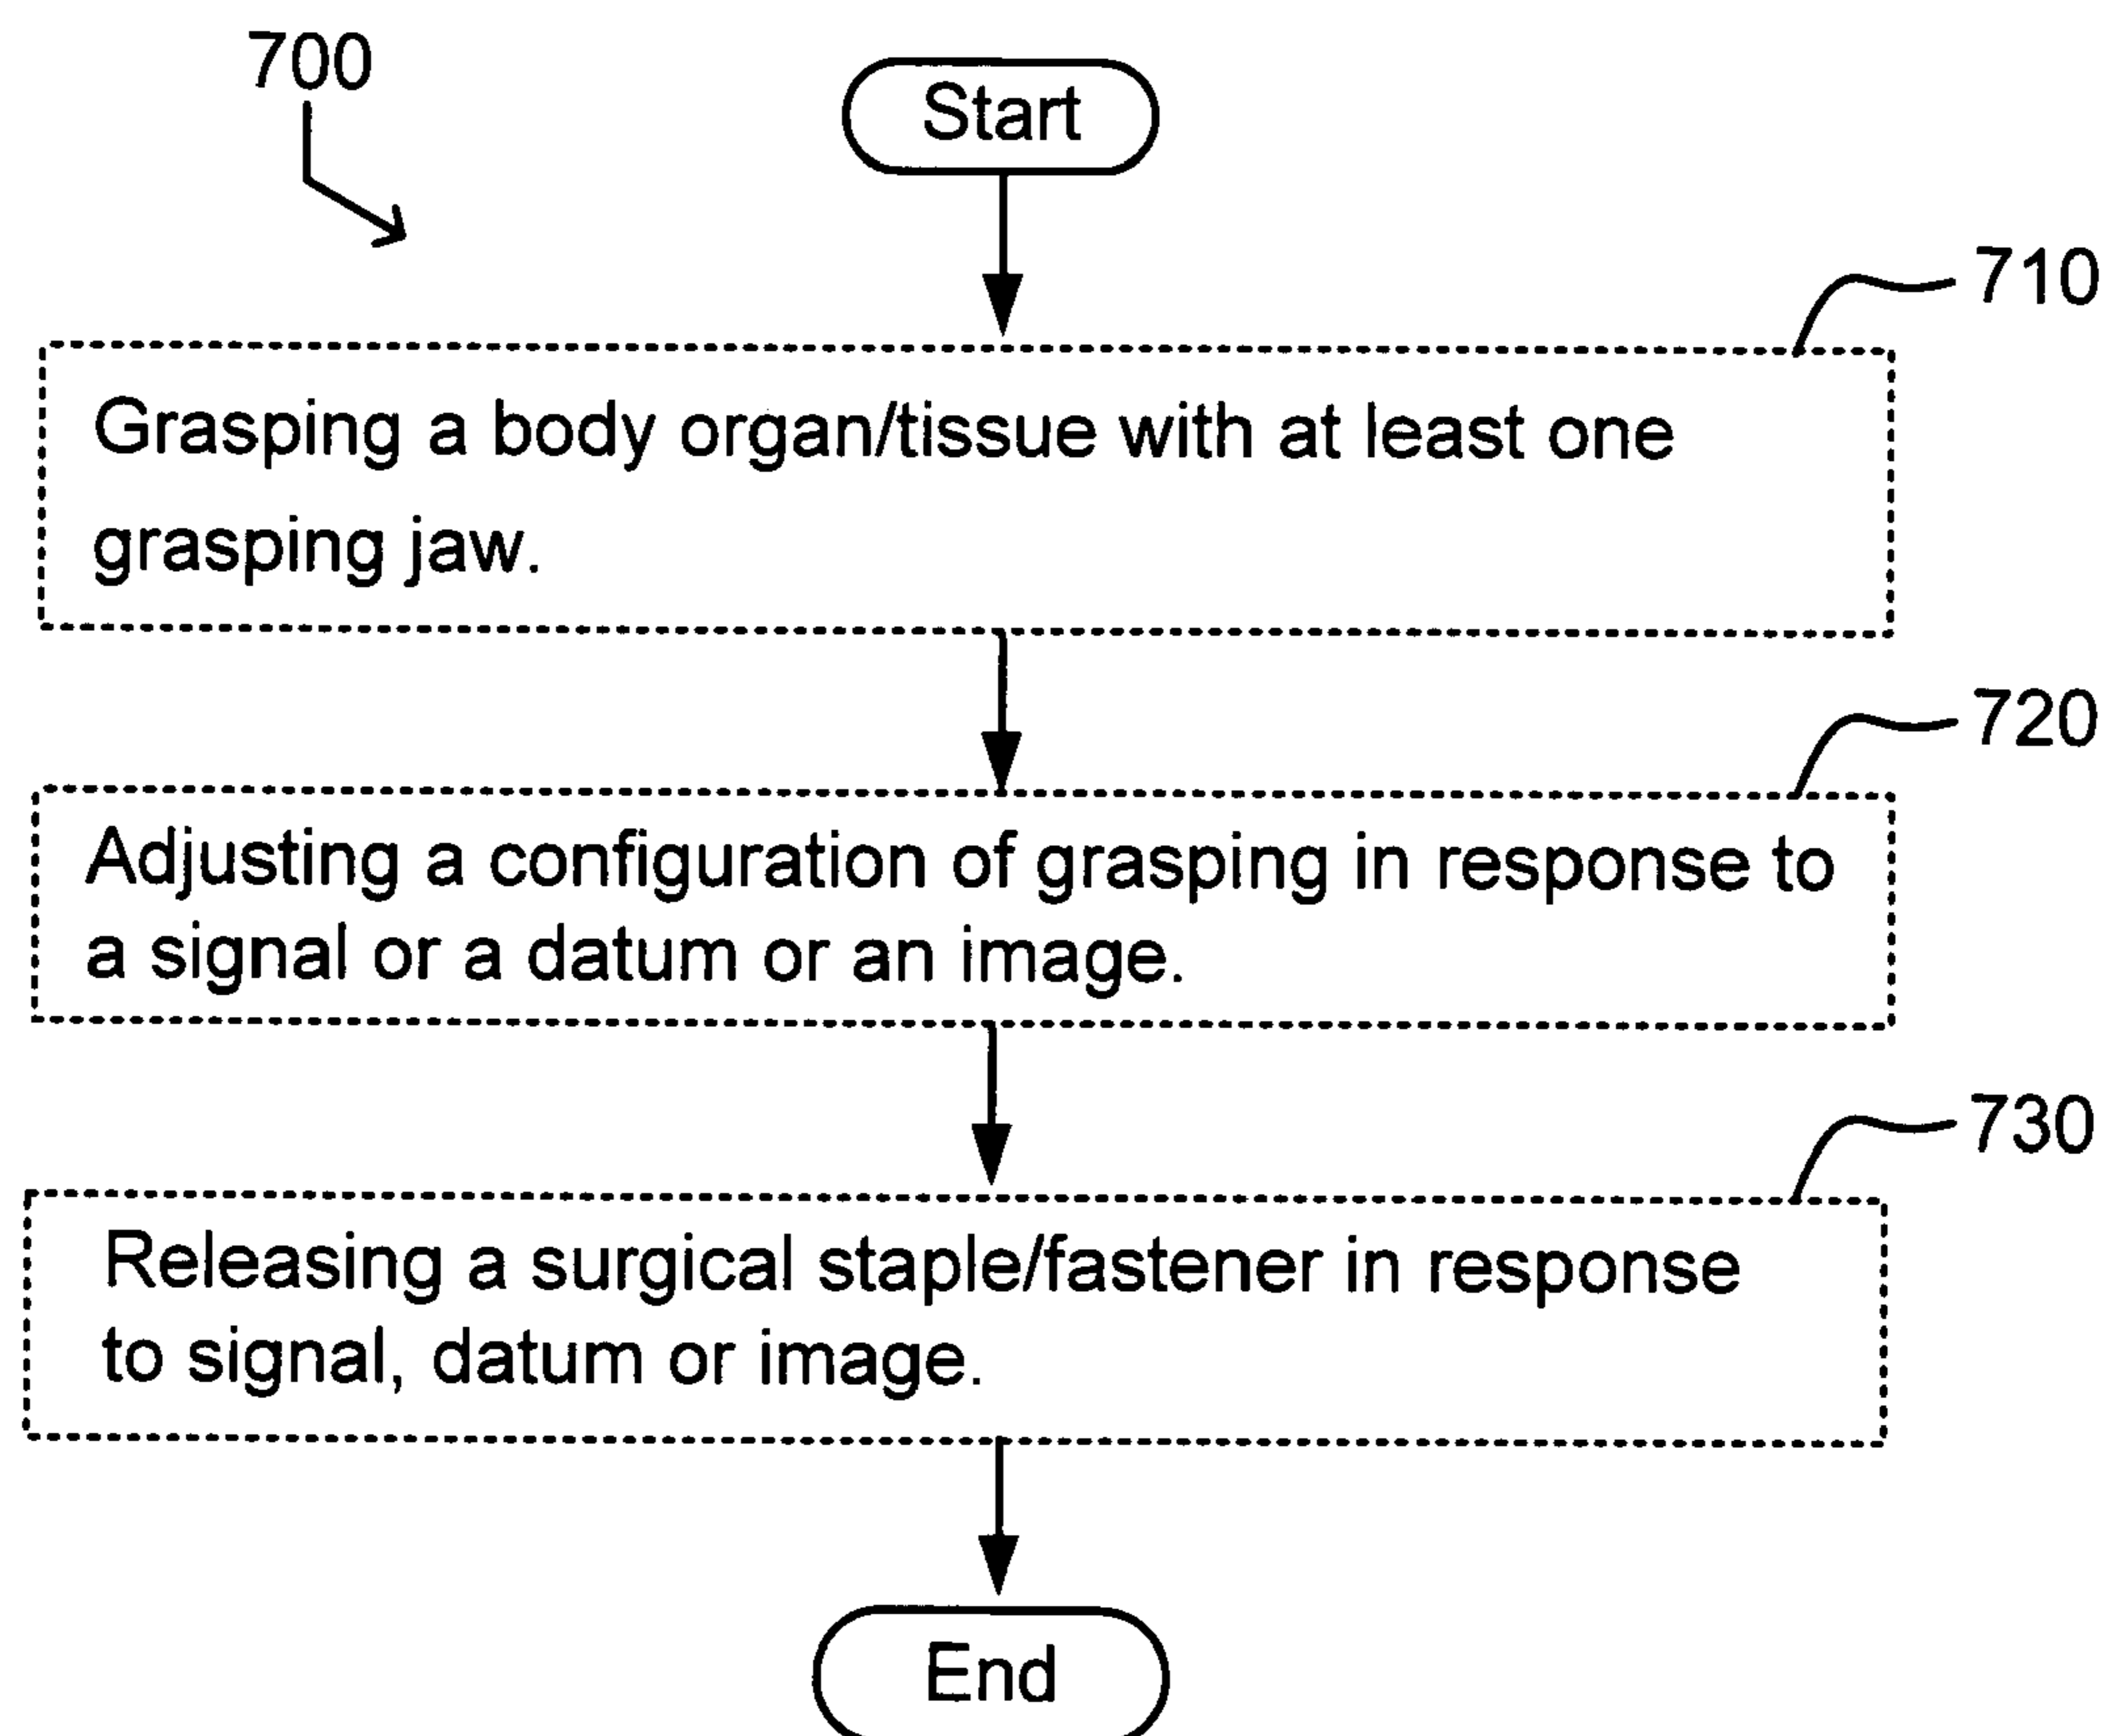 700
Start
710
Grasping a body organ/tissue with at least one
grasping jaw.
720
Adjusting a configuration of grasping in response to
a signal or a datum or an image.
730
Releasing a surgical staple/fastener in response
to signal, datum or image.
End